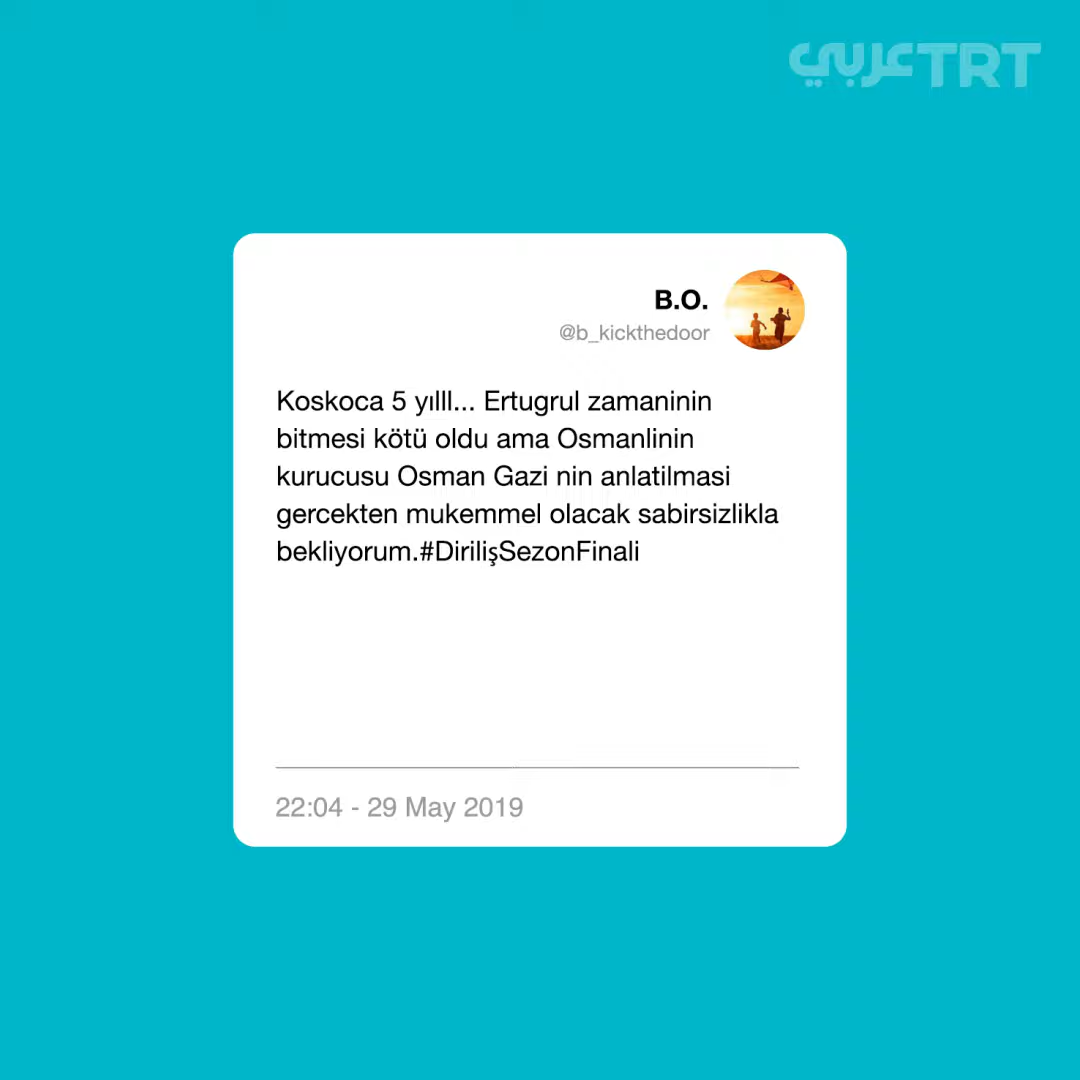 TRT عربي
B.O.
@b_kickthedoor
Koskoca 5 yılll... Ertugrul zamaninin
bitmesi kötü oldu ama Osmanlinin
kurucusu Osman Gazi nin anlatilmasi
gercekten mukemmel olacak sabirsizlikla
bekliyorum.#DirilişSezonFinali
22:04 - 29 May 2019